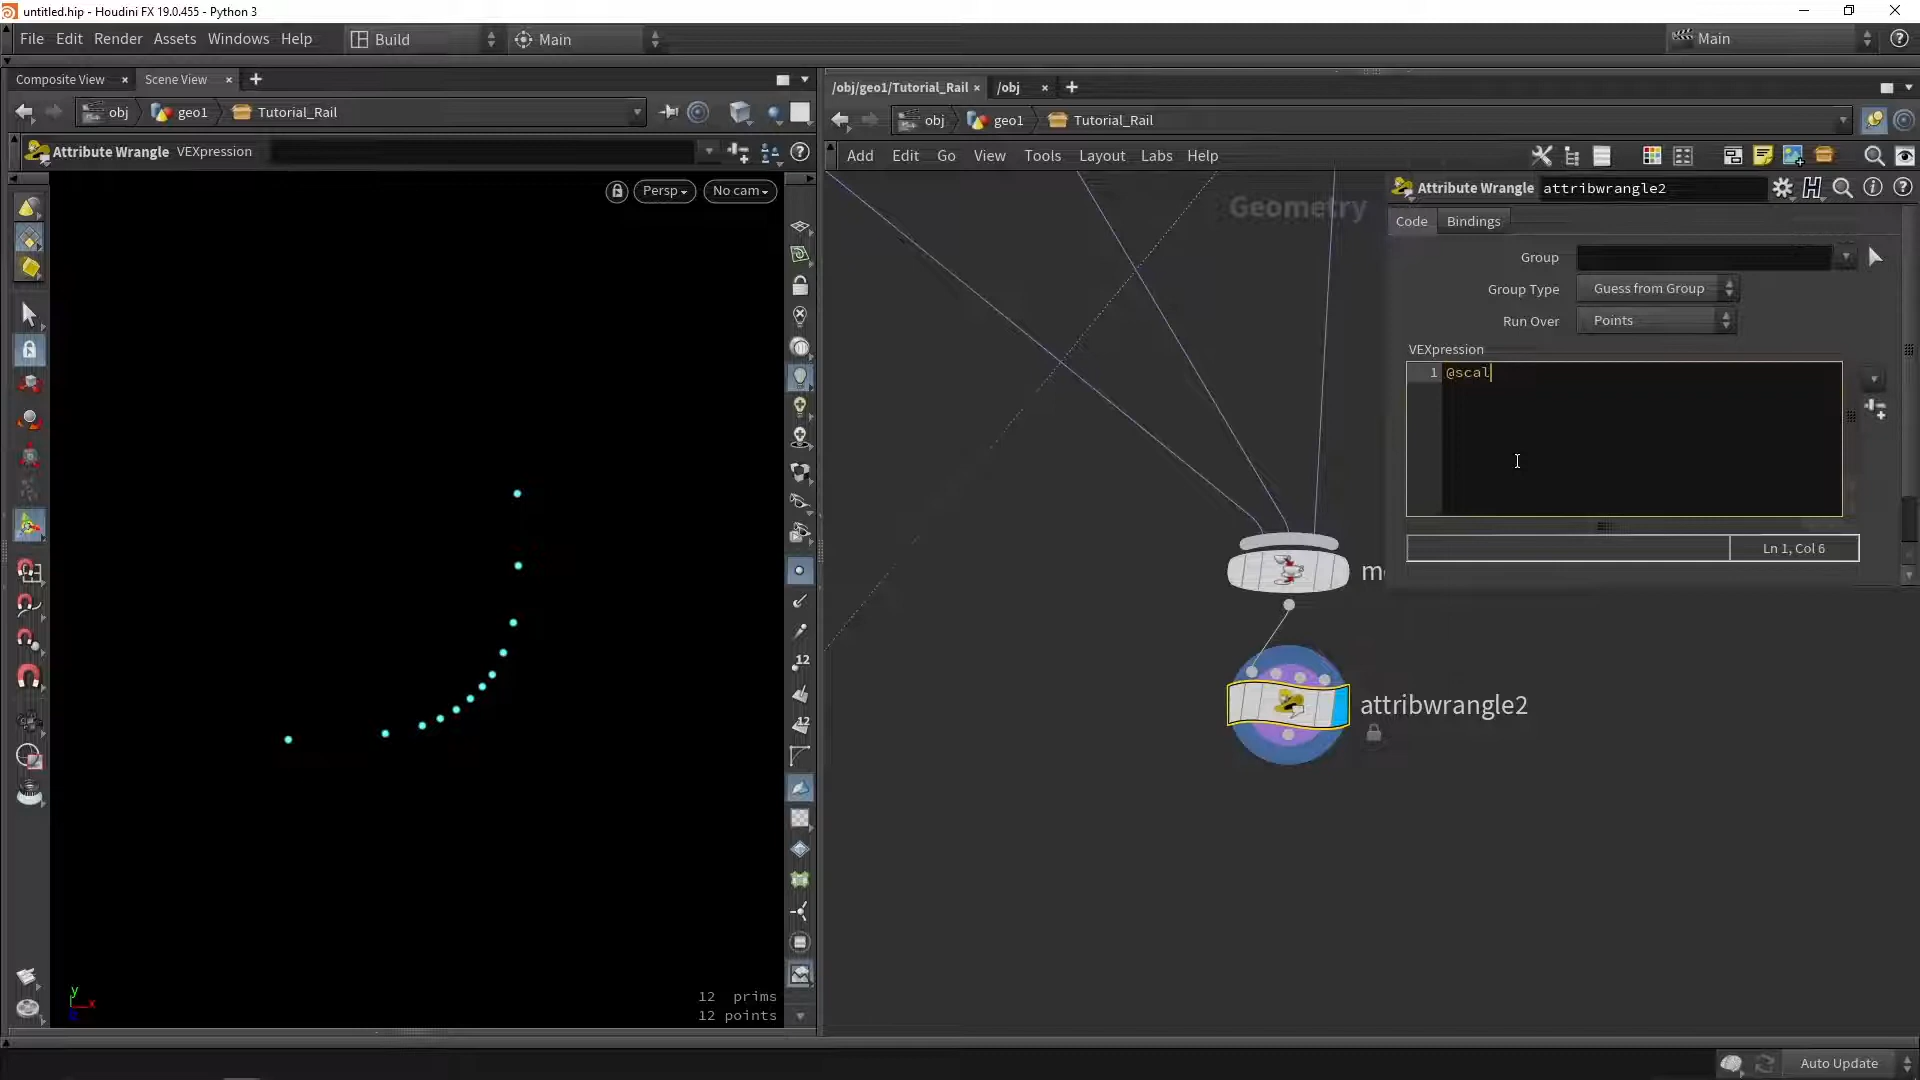 untitled.hip - Houdini FX 19.0.455 - Python 3
File Edit Render Assets Windows Help Build Main Main
Composite View × Scene View ×
/obj/geo1/Tutorial_Rail × /obj ×
obj geo1 Tutorial_Rail
obj geo1 Tutorial_Rail
Attribute Wrangle VEXpression
Add Edit Go View Tools Layout Labs Help
Persp No cam
Geometry
Attribute Wrangle attribwrangle2
Code Bindings
Group
Group Type Guess from Group
Run Over Points
VEXpression
1 @scal
Ln 1, Col 6
m
attribwrangle2
12
12
y
x
12 prims
12 points
Auto Update